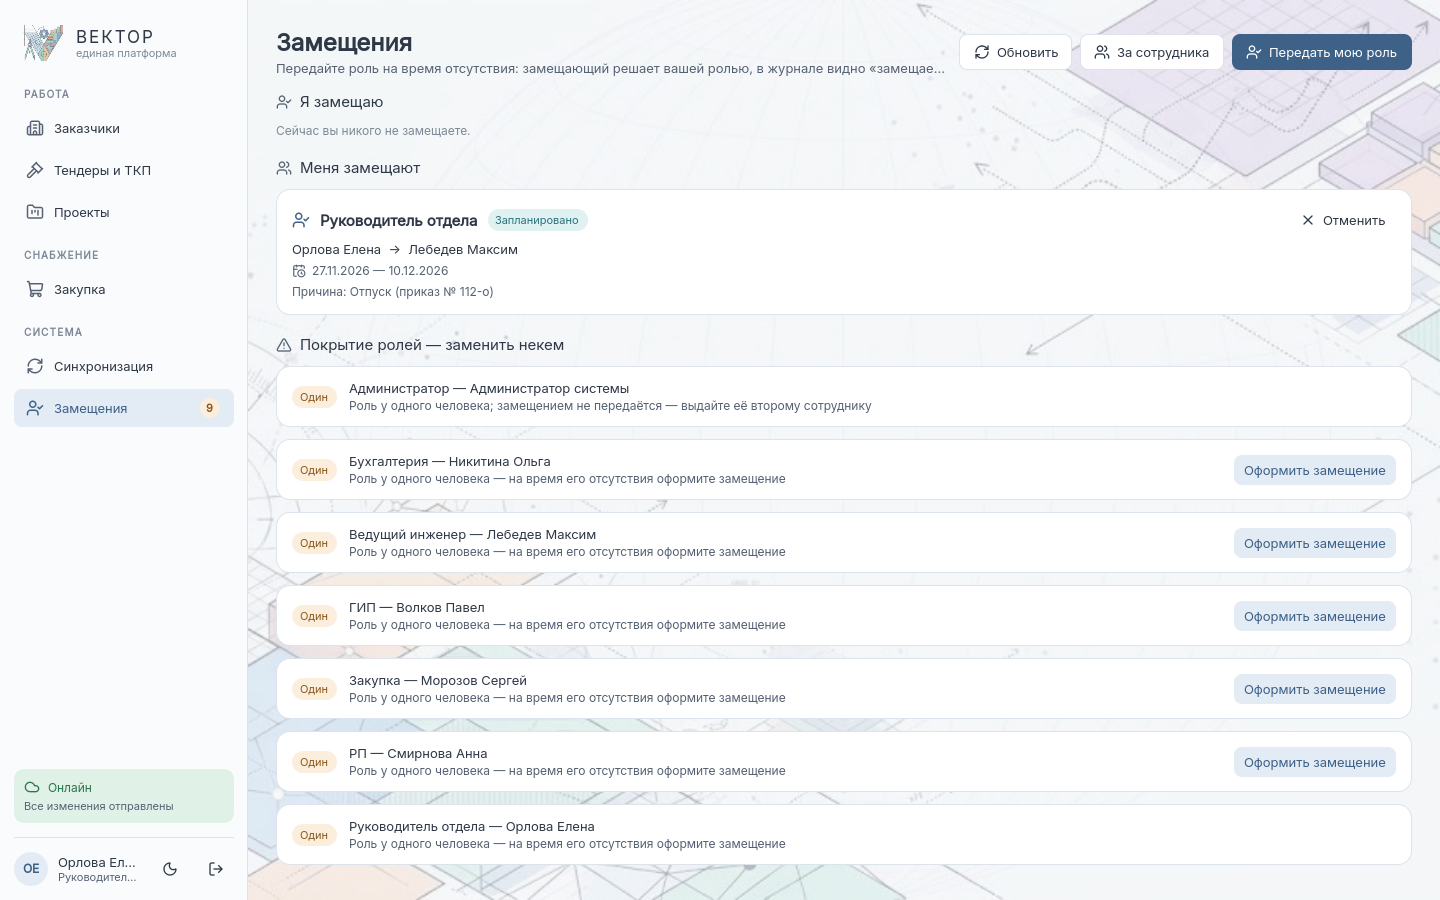 ВЕКТОР
единая платформа
РАБОТА
Заказчики
Тендеры и ТКП
Проекты
СНАБЖЕНИЕ
Закупка
СИСТЕМА
Синхронизация
Замещения
9
Онлайн
Все изменения отправлены
ОЕ
Орлова Ел...
Руководител...
Замещения
Передайте роль на время отсутствия: замещающий решает вашей ролью, в журнале видно «замещае...
Обновить
За сотрудника
Передать мою роль
Я замещаю
Сейчас вы никого не замещаете.
Меня замещают
Руководитель отдела
Запланировано
Отменить
Орлова Елена → Лебедев Максим
27.11.2026 — 10.12.2026
Причина: Отпуск (приказ № 112-о)
Покрытие ролей — заменить некем
Один
Администратор — Администратор системы
Роль у одного человека; замещением не передаётся — выдайте её второму сотруднику
Один
Бухгалтерия — Никитина Ольга
Роль у одного человека — на время его отсутствия оформите замещение
Оформить замещение
Один
Ведущий инженер — Лебедев Максим
Роль у одного человека — на время его отсутствия оформите замещение
Оформить замещение
Один
ГИП — Волков Павел
Роль у одного человека — на время его отсутствия оформите замещение
Оформить замещение
Один
Закупка — Морозов Сергей
Роль у одного человека — на время его отсутствия оформите замещение
Оформить замещение
Один
РП — Смирнова Анна
Роль у одного человека — на время его отсутствия оформите замещение
Оформить замещение
Один
Руководитель отдела — Орлова Елена
Роль у одного человека — на время его отсутствия оформите замещение